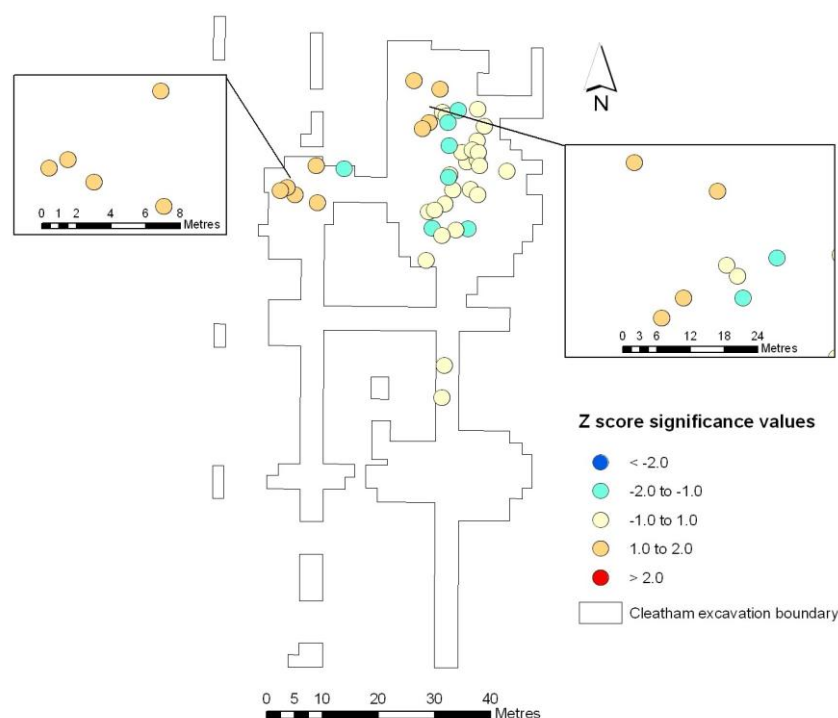 N
0 1 2 4 6 8
Metres
0 3 6 12 18 24
Metres
Z score significance values
< -2.0
-2.0 to -1.0
-1.0 to 1.0
1.0 to 2.0
> 2.0
Cleatham excavation boundary
0 5 10 20 30 40
Metres